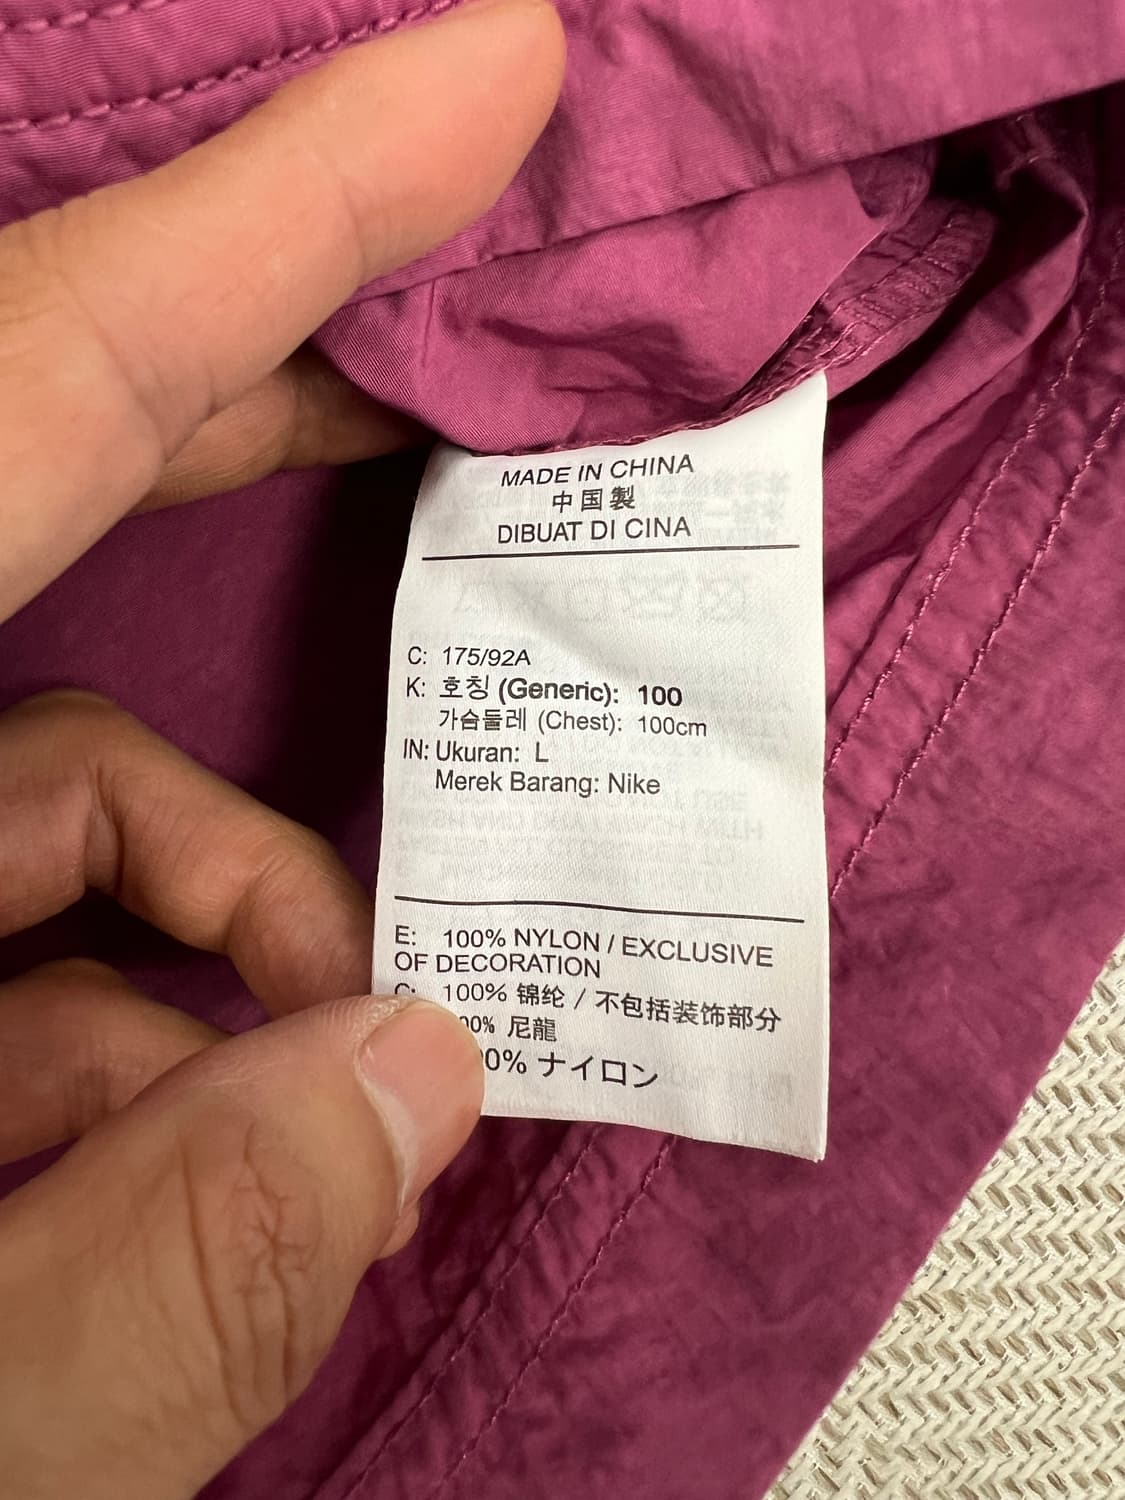 MADE IN CHINA
中国製
DIBUAT DI CINA
C: 175/92A
K: 호칭 (Generic): 100
가슴둘레 (Chest): 100cm
IN: Ukuran: L
Merek Barang: Nike
E: 100% NYLON / EXCLUSIVE
OF DECORATION
C: 100% 锦纶 / 不包括装饰部分
00% 尼龍
00% ナイロン